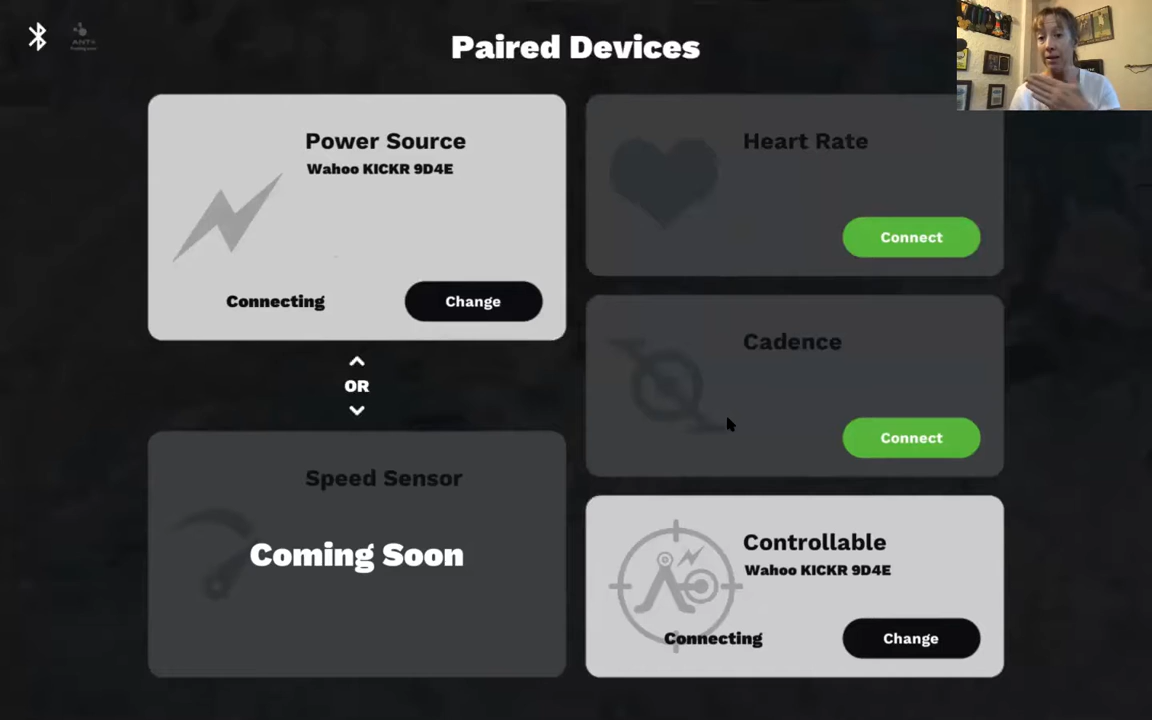 Paired Devices
ANT+
Power Source
Wahoo KICKR 9D4E
Connecting
Change
OR
Speed Sensor
Coming Soon
Heart Rate
Connect
Cadence
Connect
Controllable
Wahoo KICKR 9D4E
Connecting
Change